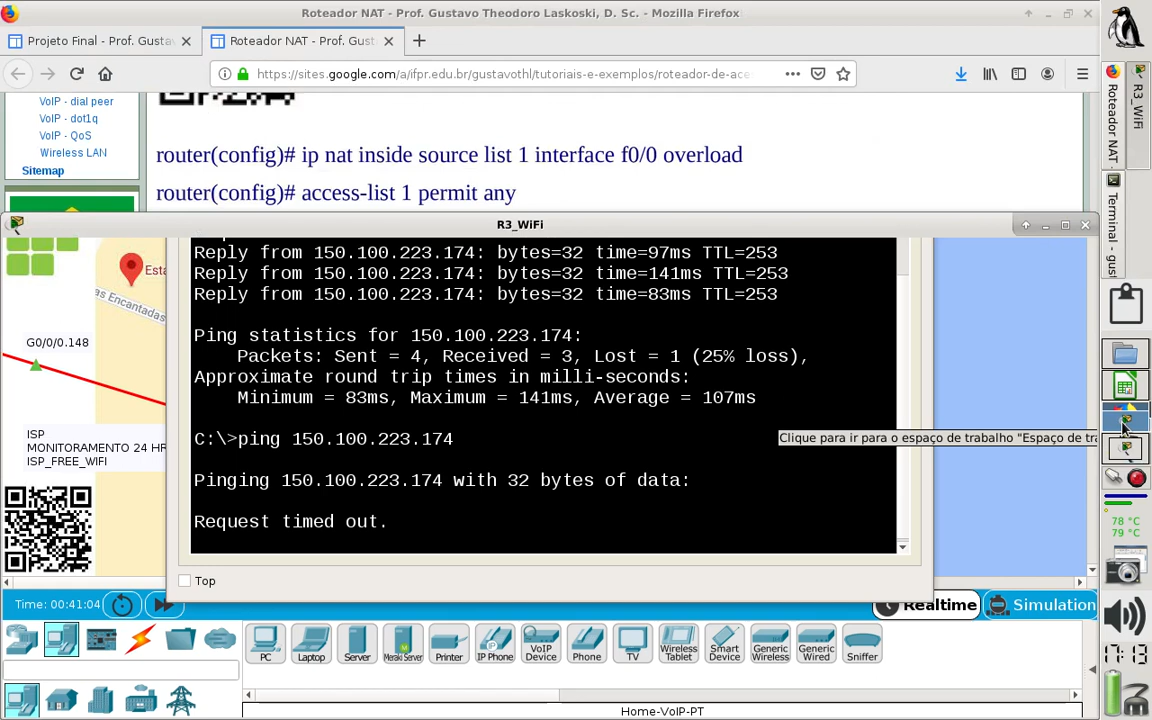 Roteador NAT - Prof. Gustavo Theodoro Laskoski, D. Sc. - Mozilla Firefox
Projeto Final - Prof. Gusta
Roteador NAT - Prof. Gust
https://sites.google.com/a/ifpr.edu.br/gustavothl/tutoriais-e-exemplos/roteador-de-ace
VoIP - dial peer
VoIP - dot1q
VoIP - QoS
Wireless LAN
Sitemap
router(config)# ip nat inside source list 1 interface f0/0 overload
router(config)# access-list 1 permit any
R3_WiFi
Esta
as Encantadas
G0/0/0.148
ISP
MONITORAMENTO 24 HR
ISP_FREE_WIFI
Reply from 150.100.223.174: bytes=32 time=97ms TTL=253
Reply from 150.100.223.174: bytes=32 time=141ms TTL=253
Reply from 150.100.223.174: bytes=32 time=83ms TTL=253
Ping statistics for 150.100.223.174:
Packets: Sent = 4, Received = 3, Lost = 1 (25% loss),
Approximate round trip times in milli-seconds:
Minimum = 83ms, Maximum = 141ms, Average = 107ms
C:\>ping 150.100.223.174
Pinging 150.100.223.174 with 32 bytes of data:
Request timed out.
Clique para ir para o espaço de trabalho "Espaço de tra
Top
Time: 00:41:04
Realtime
Simulation
PC
Laptop
Server
Meraki Server
Printer
IP Phone
VoIP Device
Phone
TV
Wireless Tablet
Smart Device
Generic Wireless
Generic Wired
Sniffer
Home-VoIP-PT
R3_WiFi
Roteador NAT -
Terminal - gust
78 °C
79 °C
17:13